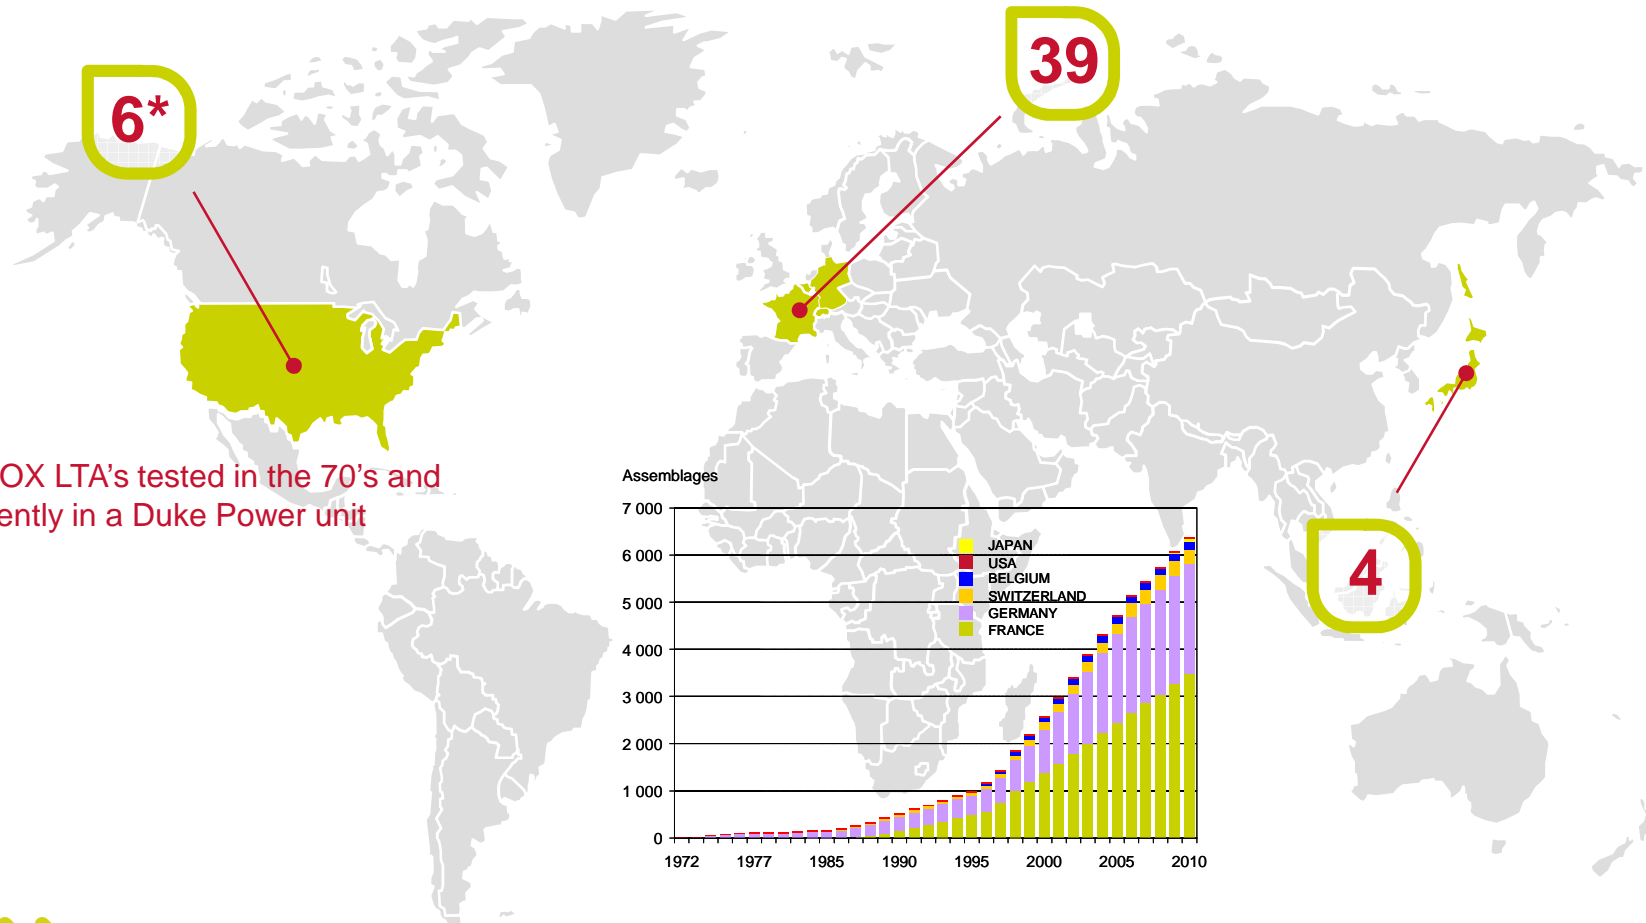 6*
39
OX LTA's tested in the 70's and
ently in a Duke Power unit
4
Assemblages
7 000
6 000
5 000
4 000
3 000
2 000
1 000
0
JAPAN
USA
BELGIUM
SWITZERLAND
GERMANY
FRANCE
1972 1977 1985 1990 1995 2000 2005 2010